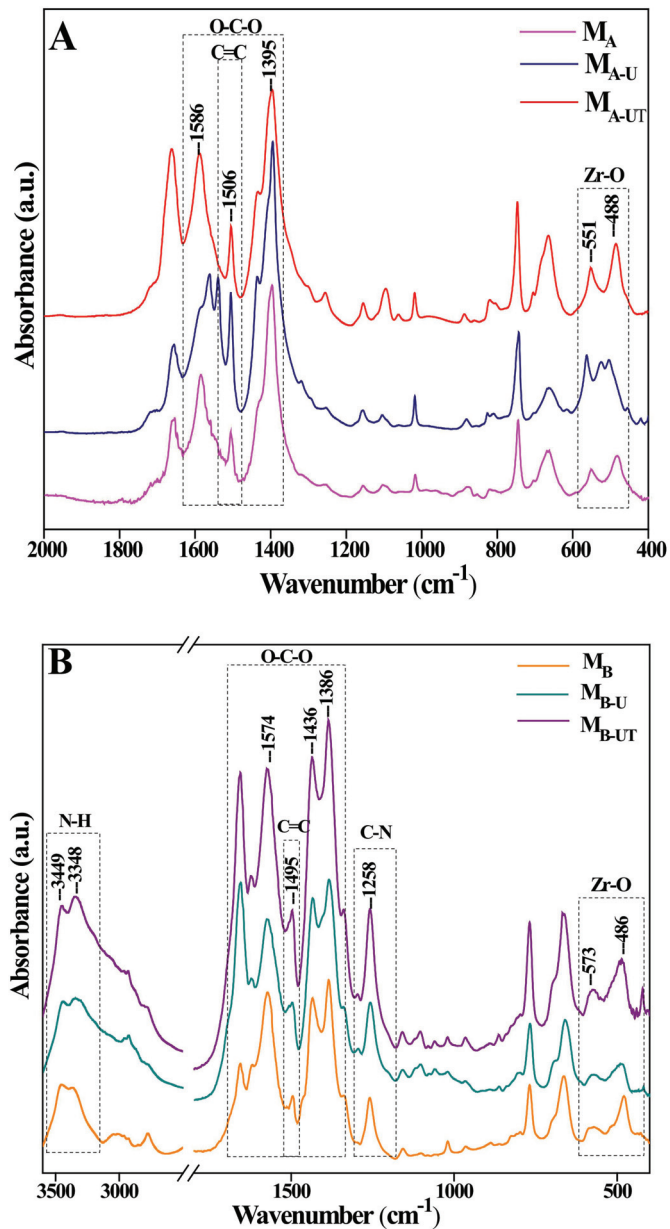 A
O-C-O
C=C
M_A
M_A-U
M_A-UT
--1586
--1506
--1395
Zr-O
--551
--488
Absorbance (a.u.)
2000 1800 1600 1400 1200 1000 800 600 400
Wavenumber (cm^-1)
B
O-C-O
M_B
M_B-U
M_B-UT
N-H
--3449
--3348
--1574
C=C
--1495
--1436
--1386
C-N
--1258
Zr-O
--573
--486
Absorbance (a.u.)
3500 3000 1500 1000 500
Wavenumber (cm^-1)